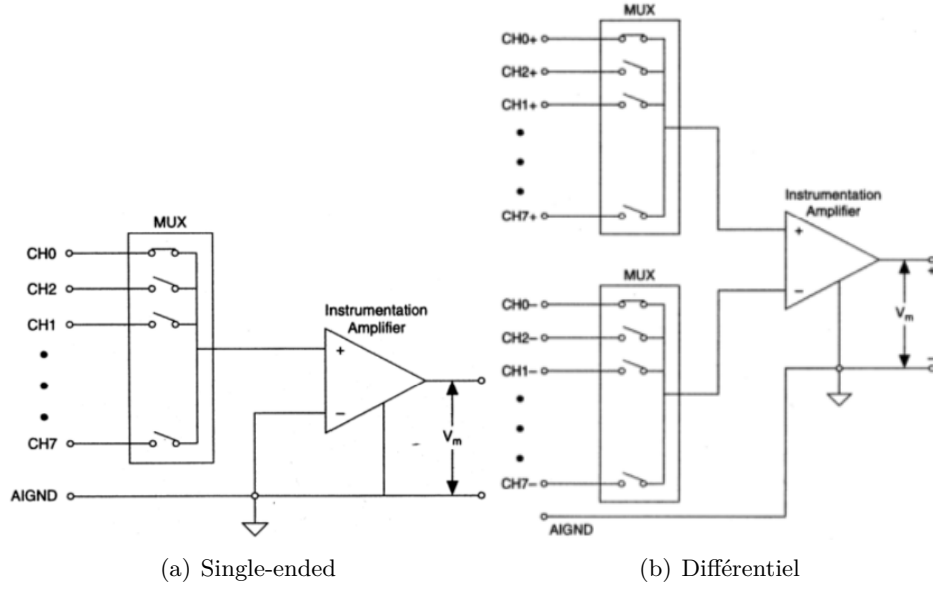 MUX
CH0
CH2
CH1
CH7
AIGND
Instrumentation
Amplifier
+
−
Vm
(a) Single-ended
MUX
CH0+
CH2+
CH1+
CH7+
MUX
CH0−
CH2−
CH1−
CH7−
AIGND
Instrumentation
Amplifier
+
−
+
Vm
−
(b) Différentiel